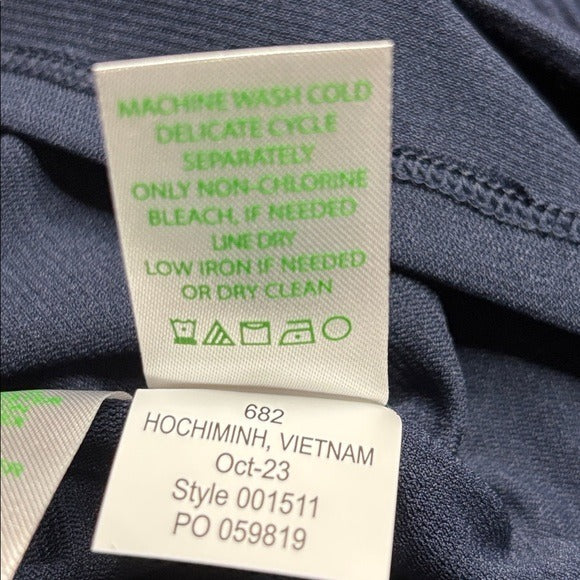 MACHINE WASH COLD
DELICATE CYCLE
SEPARATELY
ONLY NON-CHLORINE
BLEACH, IF NEEDED
LINE DRY
LOW IRON IF NEEDED
OR DRY CLEAN
682
HOCHIMINH, VIETNAM
Oct-23
Style 001511
PO 059819